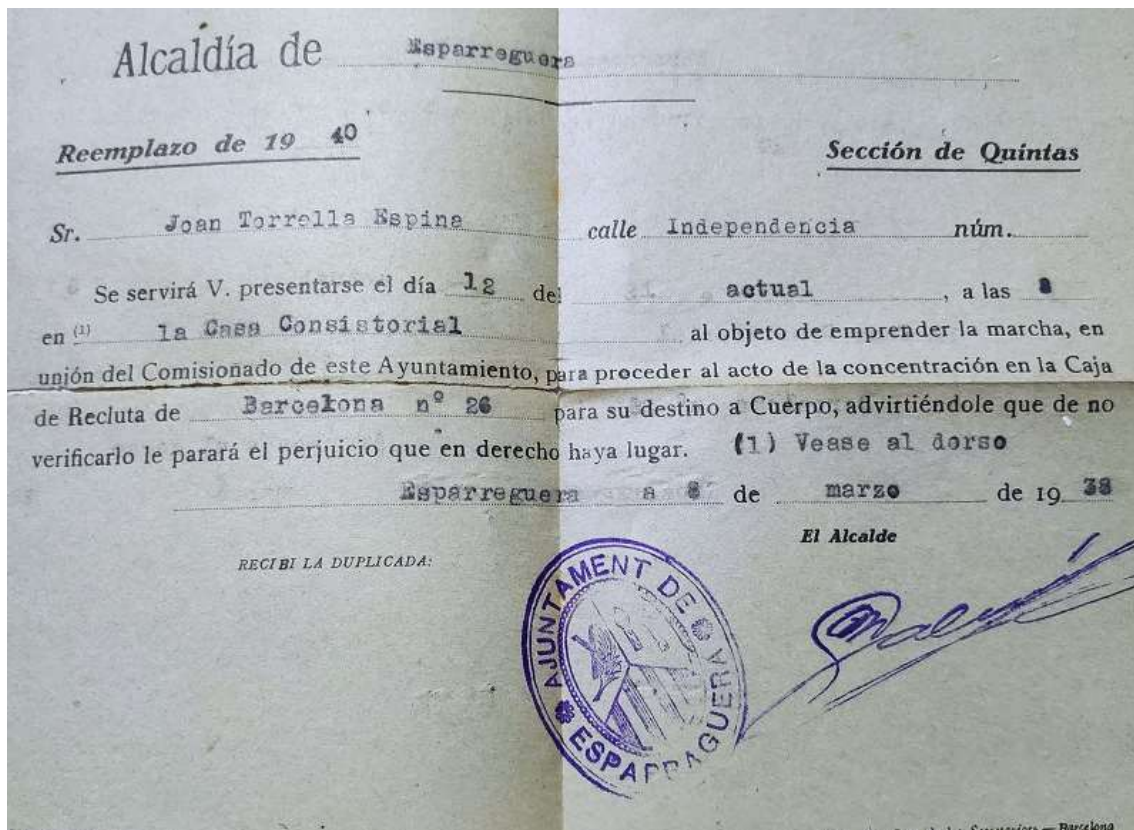 Alcaldía de Esparreguera
Reemplazo de 19 40
Sección de Quintas
Sr. Joan Torrella Espina calle Independencia núm.
Se servirá V. presentarse el día 12 del actual, a las 8
en (1) la Casa Consistorial al objeto de emprender la marcha, en
unión del Comisionado de este Ayuntamiento, para proceder al acto de la concentración en la Caja
de Recluta de Barcelona nº 26 para su destino a Cuerpo, advirtiéndole que de no
verificarlo le parará el perjuicio que en derecho haya lugar. (1) Vease al dorso
Esparreguera a 8 de marzo de 19 38
El Alcalde
RECIBI LA DUPLICADA:
AJUNTAMENT DE
ESPARRAGUERA
Barcelona